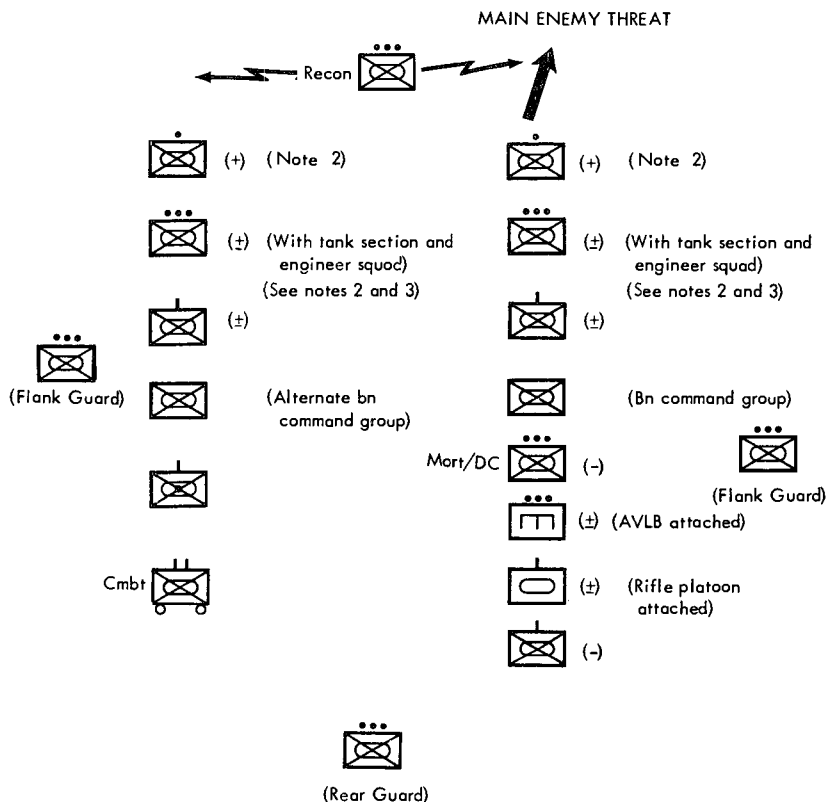 MAIN ENEMY THREAT
Recon
(+) (Note 2)
(+) (Note 2)
(±) (With tank section and
engineer squod)
(See notes 2 and 3)
(±) (With tank section and
engineer squad)
(See notes 2 and 3)
(±)
(±)
(Flank Guard)
(Alternate bn
command group)
(Bn command group)
Mort/DC
(-)
(Flank Guard)
(±) (AVLB attached)
Cmbt
(±) (Rifle platoon
attached)
(-)
(Rear Guard)